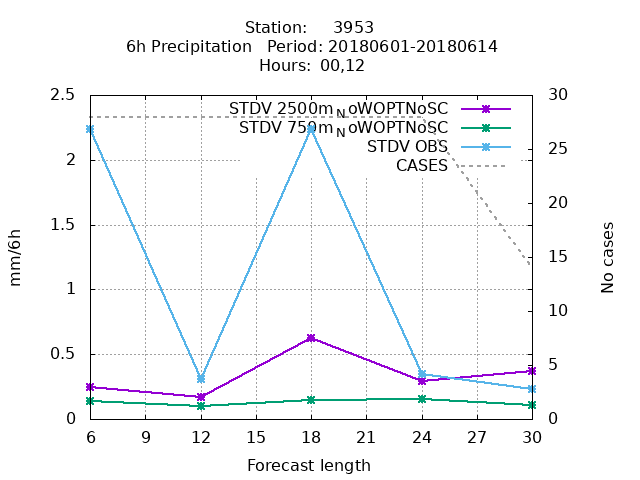 Station: 3953
6h Precipitation Period: 20180601-20180614
Hours: 00,12
2.5
2
1.5
1
0.5
0
30
25
20
15
10
5
0
STDV 2500m_NoWOPTNoSC
STDV 750m_NoWOPTNoSC
STDV OBS
CASES
mm/6h
No cases
6 9 12 15 18 21 24 27 30
Forecast length